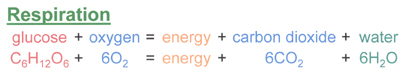 Respiration
glucose + oxygen = energy + carbon dioxide + water
C₆H₁₂O₆ + 6O₂ = energy + 6CO₂ + 6H₂O